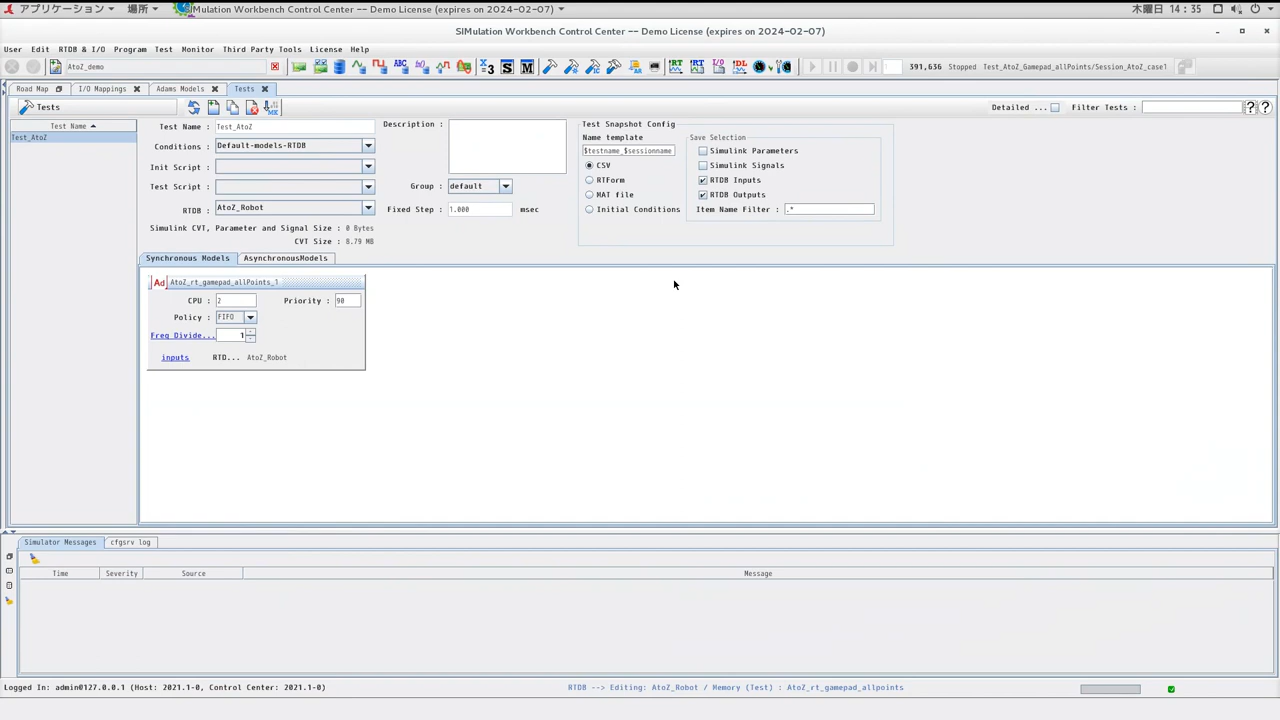 アプリケーション 場所 SIMulation Workbench Control Center -- Demo License (expires on 2024-02-07) 木曜日 14：35
SIMulation Workbench Control Center -- Demo License (expires on 2024-02-07)
User Edit RTDB & I/O Program Test Monitor Third Party Tools License Help
AtoZ_demo 391,636 Stopped Test_AtoZ_Gamepad_allPoints/Session_AtoZ_case1
Road Map I/O Mappings Adams Models Tests
Tests Detailed ... Filter Tests :
Test Name
Test_AtoZ
Test Name : Test_AtoZ
Conditions : Default-models-RTDB
Init Script :
Test Script :
RTDB : AtoZ_Robot
Simulink CVT, Parameter and Signal Size : 0 Bytes
CVT Size : 8.79 MB
Description :
Group : default
Fixed Step : 1.000 msec
Test Snapshot Config
Name template
$testname_$sessionname
CSV
RTForm
MAT file
Initial Conditions
Save Selection
Simulink Parameters
Simulink Signals
RTDB Inputs
RTDB Outputs
Item Name Filter : .*
Synchronous Models AsynchronousModels
Ad AtoZ_rt_gamepad_allPoints_1
CPU : 2 Priority : 90
Policy : FIFO
Freq Divide... 1
inputs RTD... AtoZ_Robot
Simulator Messages cfgsrv log
Time Severity Source Message
Logged In: admin@127.0.0.1 (Host: 2021.1-0, Control Center: 2021.1-0) RTDB --> Editing: AtoZ_Robot / Memory (Test) : AtoZ_rt_gamepad_allpoints